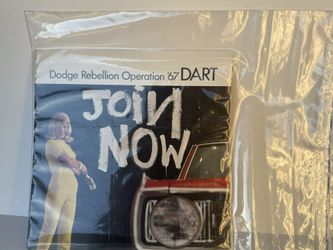 Dodge Rebellion Operation '67 DART
JOIN
NOW